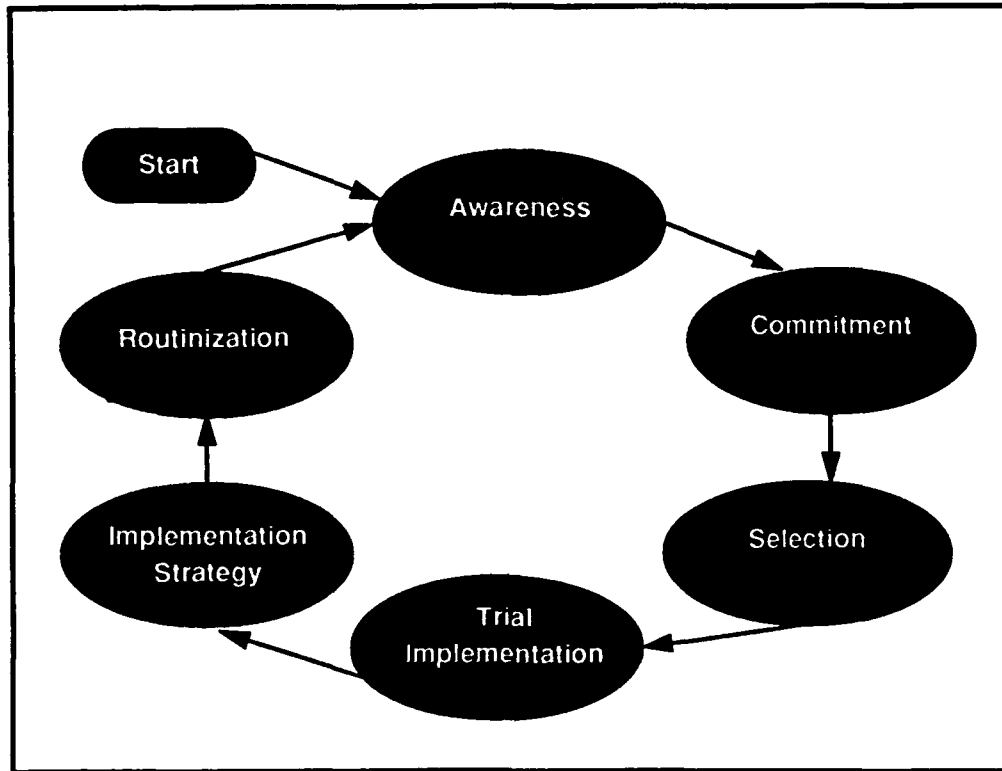 Start
Awareness
Commitment
Selection
Trial
Implementation
Implementation
Strategy
Routinization